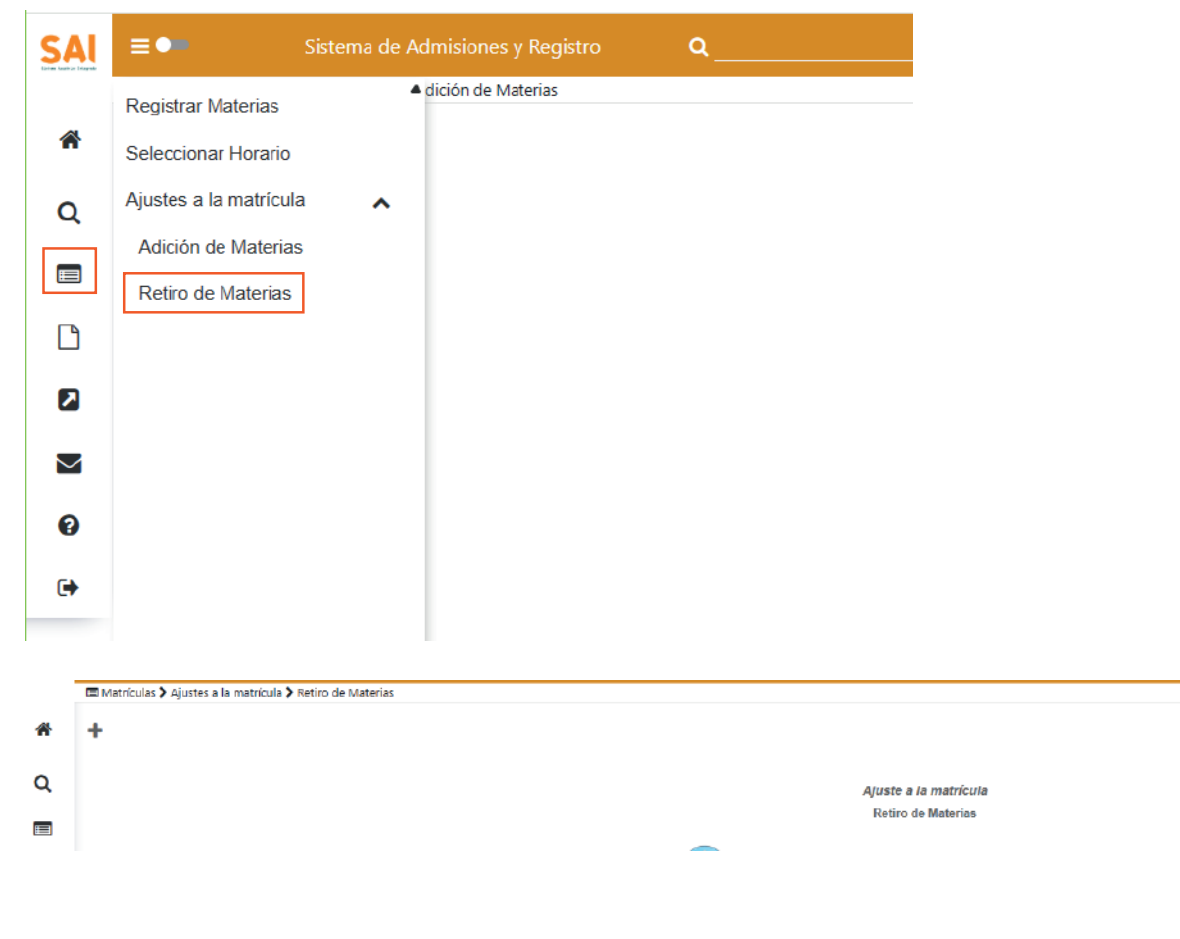 SAI
Sistema de Admisiones y Registro
dición de Materias
Registrar Materias
Seleccionar Horario
Ajustes a la matrícula
Adición de Materias
Retiro de Materias
Matrículas > Ajustes a la matrícula > Retiro de Materias
Ajuste a la matrícula
Retiro de Materias